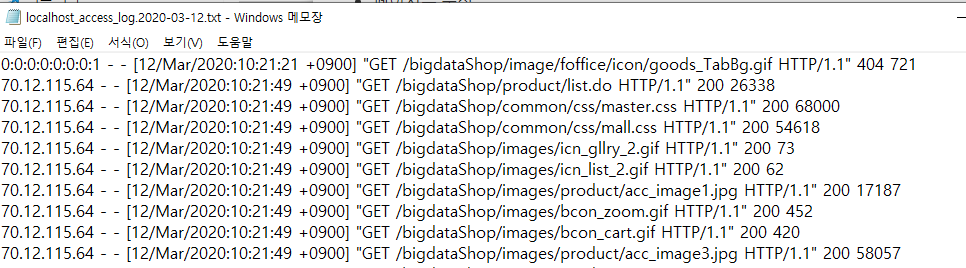 localhost_access_log.2020-03-12.txt - Windows 메모장
파일(F) 편집(E) 서식(O) 보기(V) 도움말
0:0:0:0:0:0:0:1 - - [12/Mar/2020:10:21:21 +0900] "GET /bigdataShop/image/foffice/icon/goods_TabBg.gif HTTP/1.1" 404 721
70.12.115.64 - - [12/Mar/2020:10:21:49 +0900] "GET /bigdataShop/product/list.do HTTP/1.1" 200 26338
70.12.115.64 - - [12/Mar/2020:10:21:49 +0900] "GET /bigdataShop/common/css/master.css HTTP/1.1" 200 68000
70.12.115.64 - - [12/Mar/2020:10:21:49 +0900] "GET /bigdataShop/common/css/mall.css HTTP/1.1" 200 54618
70.12.115.64 - - [12/Mar/2020:10:21:49 +0900] "GET /bigdataShop/images/icn_gllry_2.gif HTTP/1.1" 200 73
70.12.115.64 - - [12/Mar/2020:10:21:49 +0900] "GET /bigdataShop/images/icn_list_2.gif HTTP/1.1" 200 62
70.12.115.64 - - [12/Mar/2020:10:21:49 +0900] "GET /bigdataShop/images/product/acc_image1.jpg HTTP/1.1" 200 17187
70.12.115.64 - - [12/Mar/2020:10:21:49 +0900] "GET /bigdataShop/images/bcon_zoom.gif HTTP/1.1" 200 452
70.12.115.64 - - [12/Mar/2020:10:21:49 +0900] "GET /bigdataShop/images/bcon_cart.gif HTTP/1.1" 200 420
70.12.115.64 - - [12/Mar/2020:10:21:49 +0900] "GET /bigdataShop/images/product/acc_image3.jpg HTTP/1.1" 200 58057